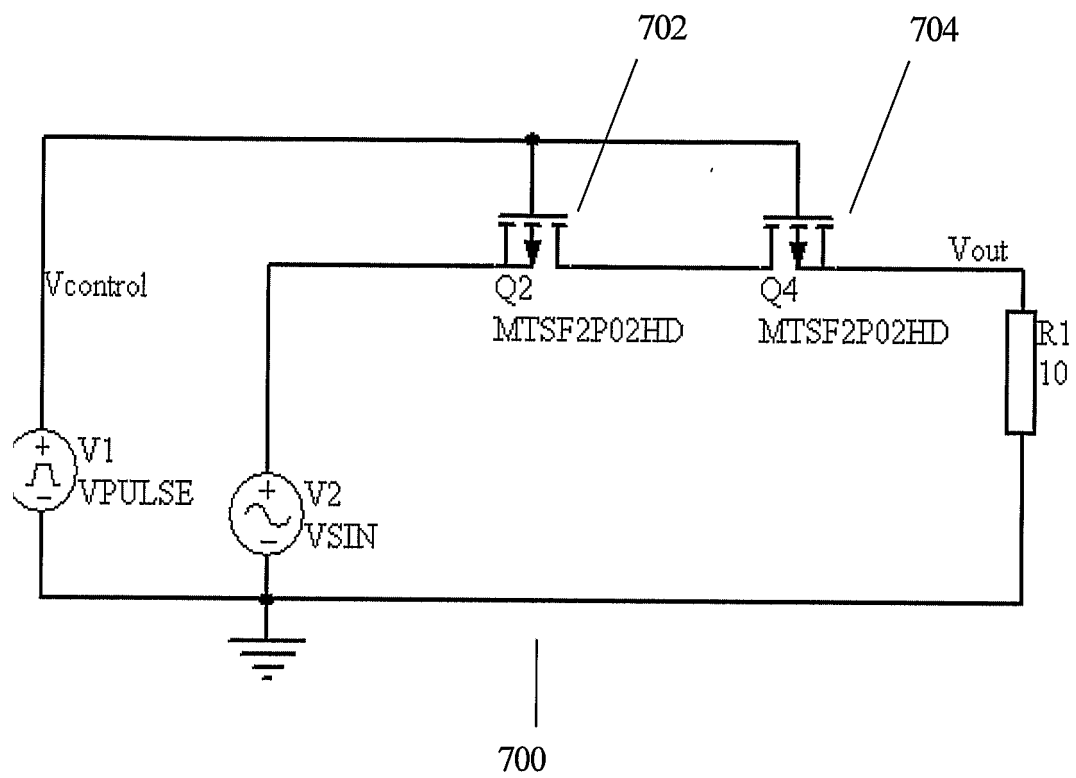 702
704
Vcontrol
Vout
Q2
MTSF2P02HD
Q4
MTSF2P02HD
R1
10
V1
VPULSE
V2
VSIN
700